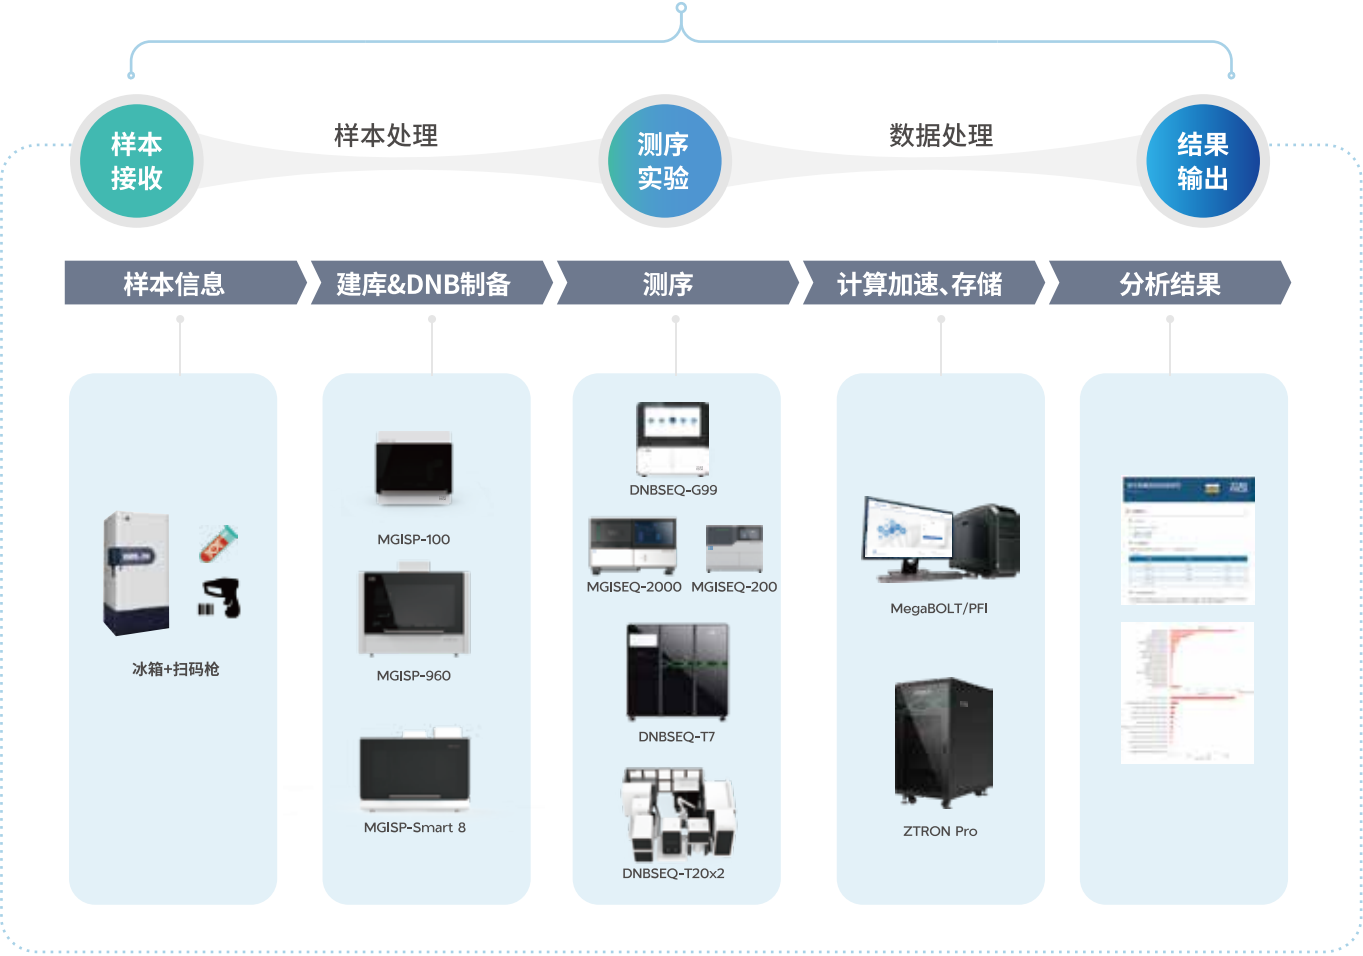 样本
接收
样本处理
测序
实验
数据处理
结果
输出
样本信息
建库&DNB制备
测序
计算加速、存储
分析结果
冰箱+扫码枪
MGISP-100
MGISP-960
MGISP-Smart 8
DNBSEQ-G99
MGISEQ-2000
MGISEQ-200
DNBSEQ-T7
DNBSEQ-T20x2
MegaBOLT/PFI
ZTRON Pro